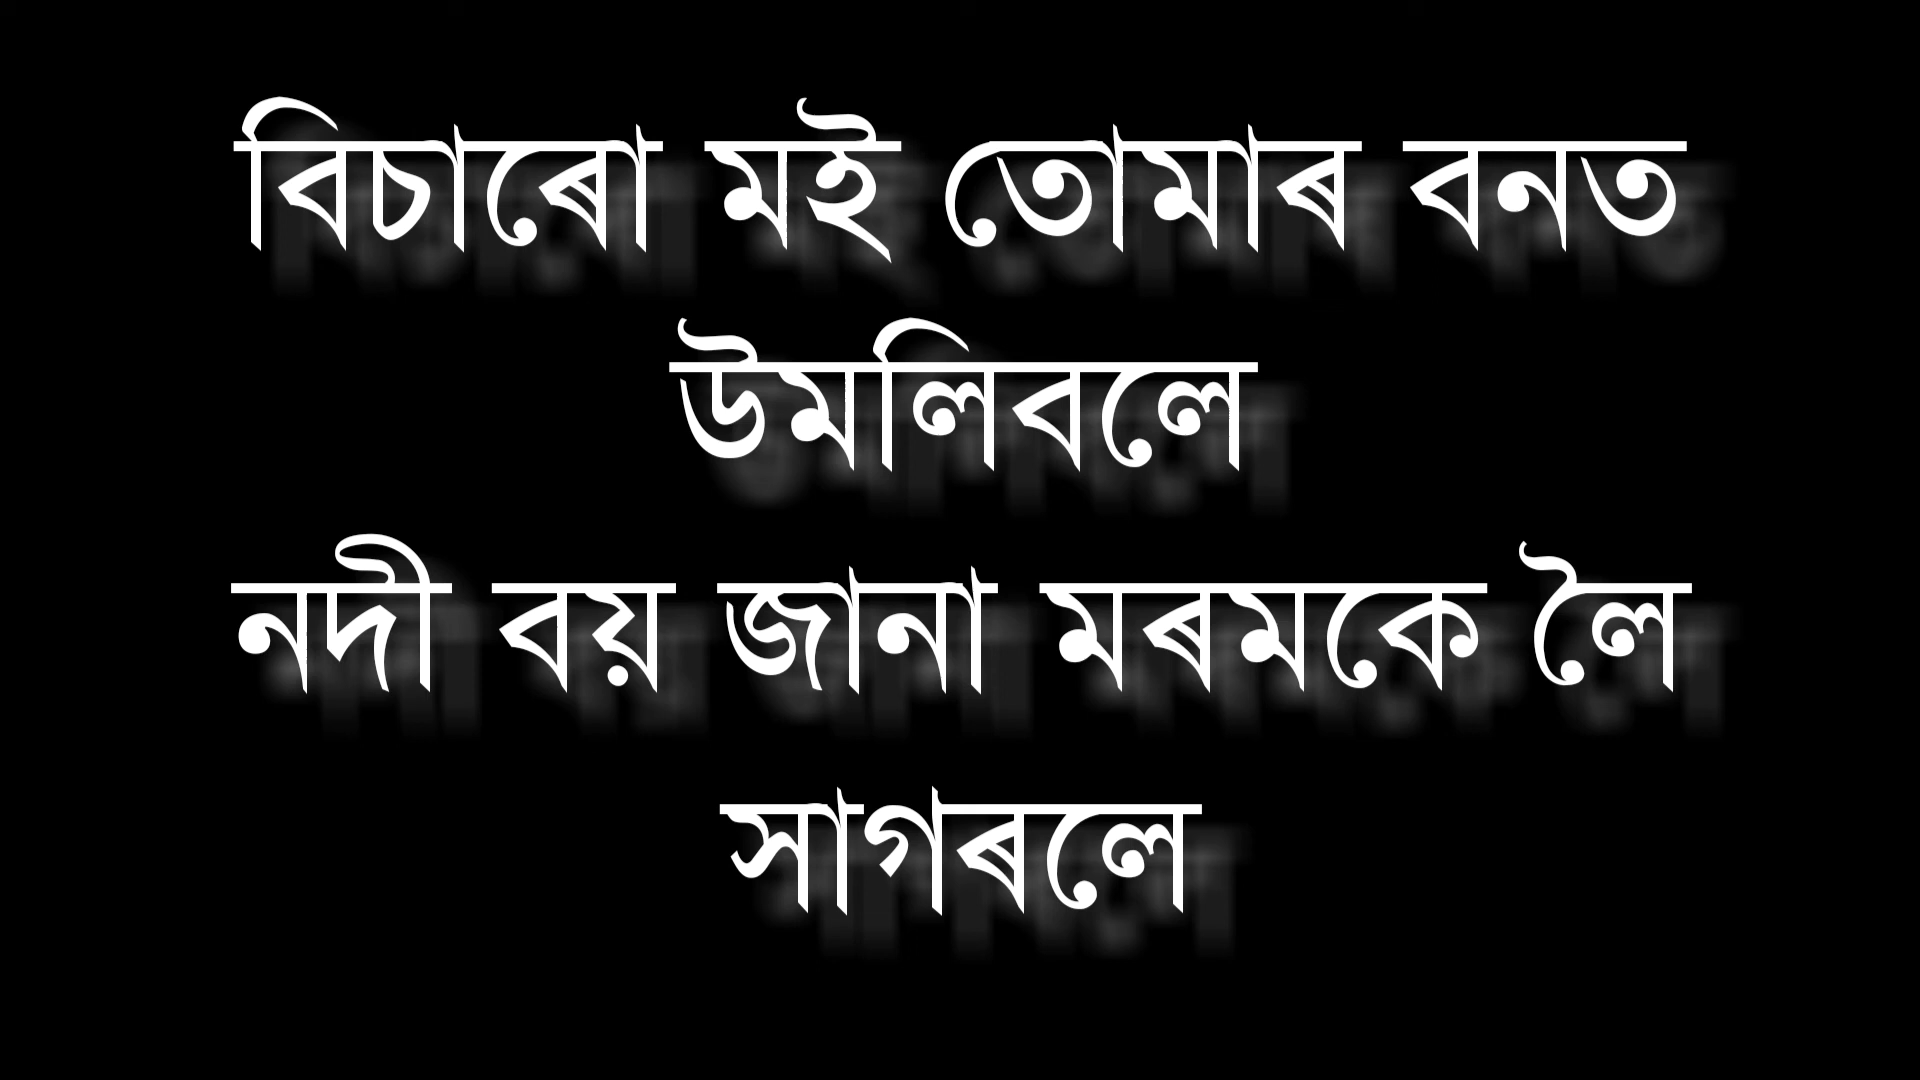 বিচাৰো মই তোমাৰ বনত
উমলিবলে
নদী বয় জানা মৰমকে লৈ
সাগৰলে